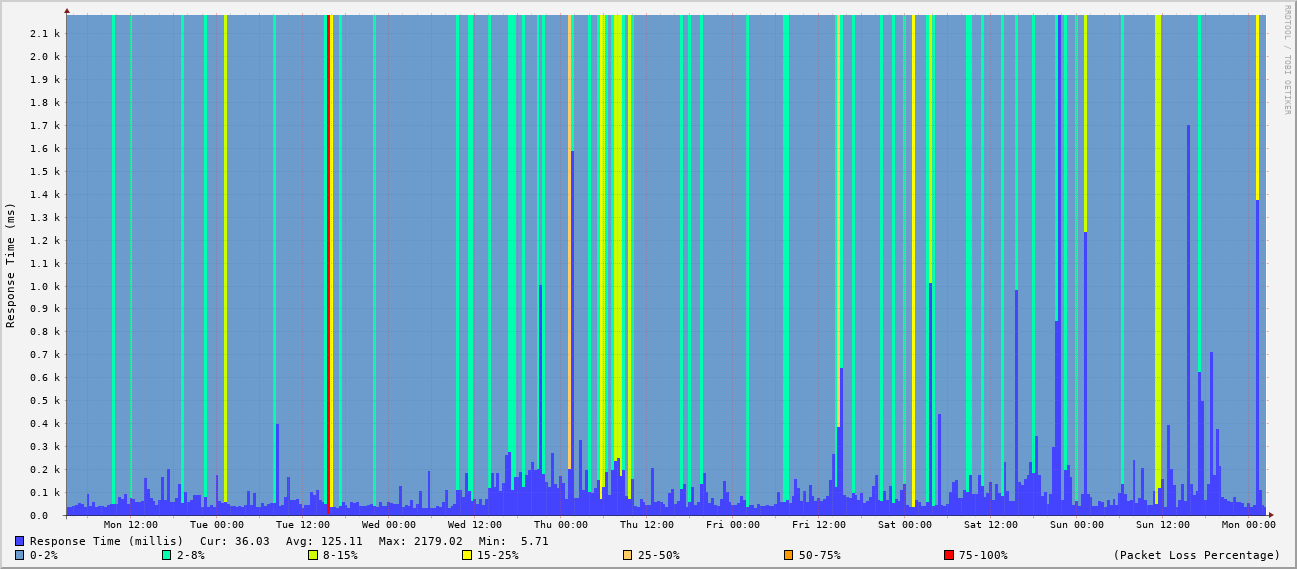 RRDTOOL / TOBI OETIKER
Response Time (ms)
2.1 k
2.0 k
1.9 k
1.8 k
1.7 k
1.6 k
1.5 k
1.4 k
1.3 k
1.2 k
1.1 k
1.0 k
0.9 k
0.8 k
0.7 k
0.6 k
0.5 k
0.4 k
0.3 k
0.2 k
0.1 k
0.0
Mon 12:00 Tue 00:00 Tue 12:00 Wed 00:00 Wed 12:00 Thu 00:00 Thu 12:00 Fri 00:00 Fri 12:00 Sat 00:00 Sat 12:00 Sun 00:00 Sun 12:00 Mon 00:00
Response Time (millis) Cur: 36.03 Avg: 125.11 Max: 2179.02 Min: 5.71
0-2% 2-8% 8-15% 15-25% 25-50% 50-75% 75-100% (Packet Loss Percentage)